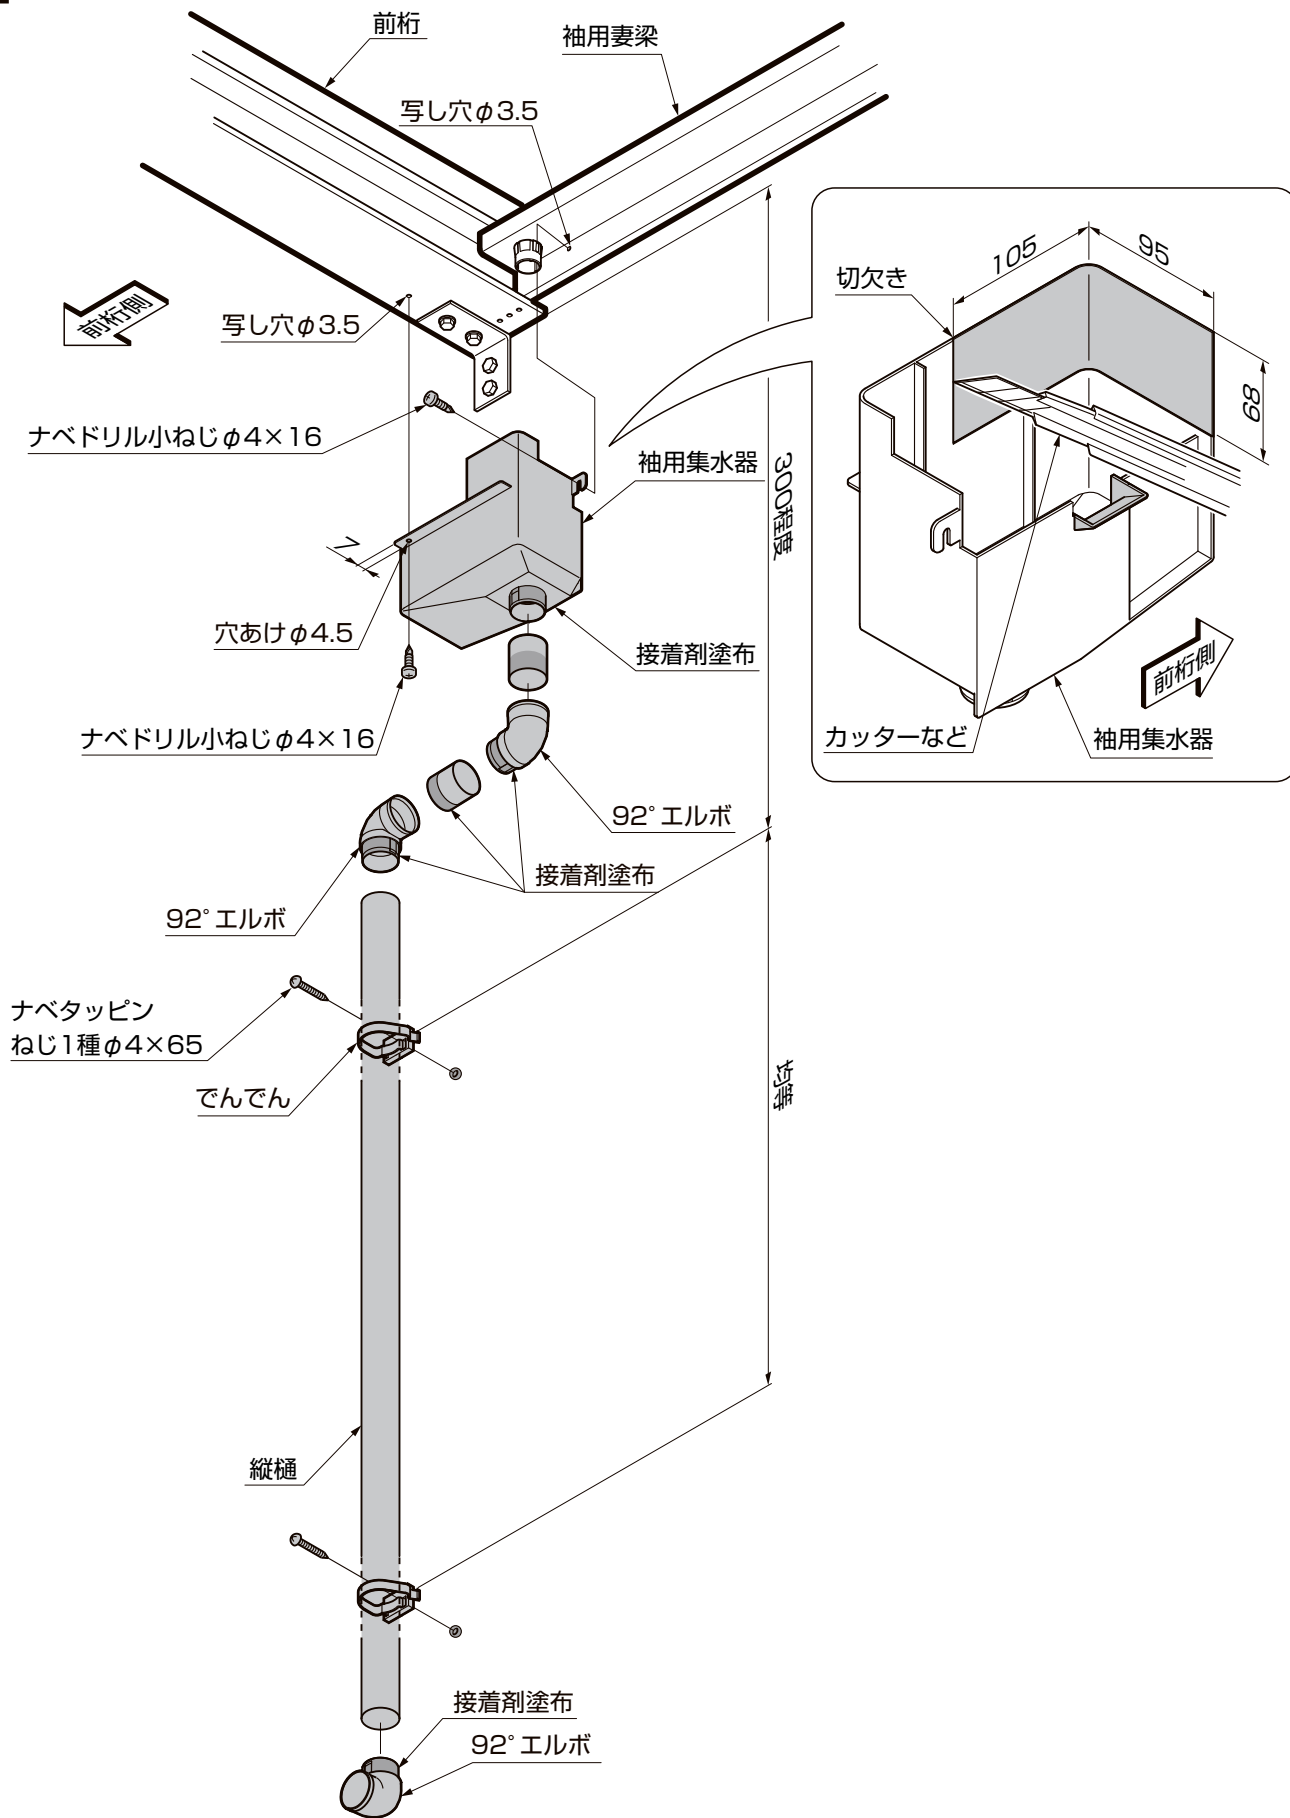 前桁
袖用妻梁
写し穴φ3.5
前桁側
写し穴φ3.5
ナベドリル小ねじφ4×16
袖用集水器
300程度
7
穴あけφ4.5
接着剤塗布
ナベドリル小ねじφ4×16
92°エルボ
接着剤塗布
92°エルボ
ナベタッピン
ねじ1種φ4×65
でんでん
均等
縦樋
接着剤塗布
92°エルボ
105
95
切欠き
68
前桁側
カッターなど
袖用集水器